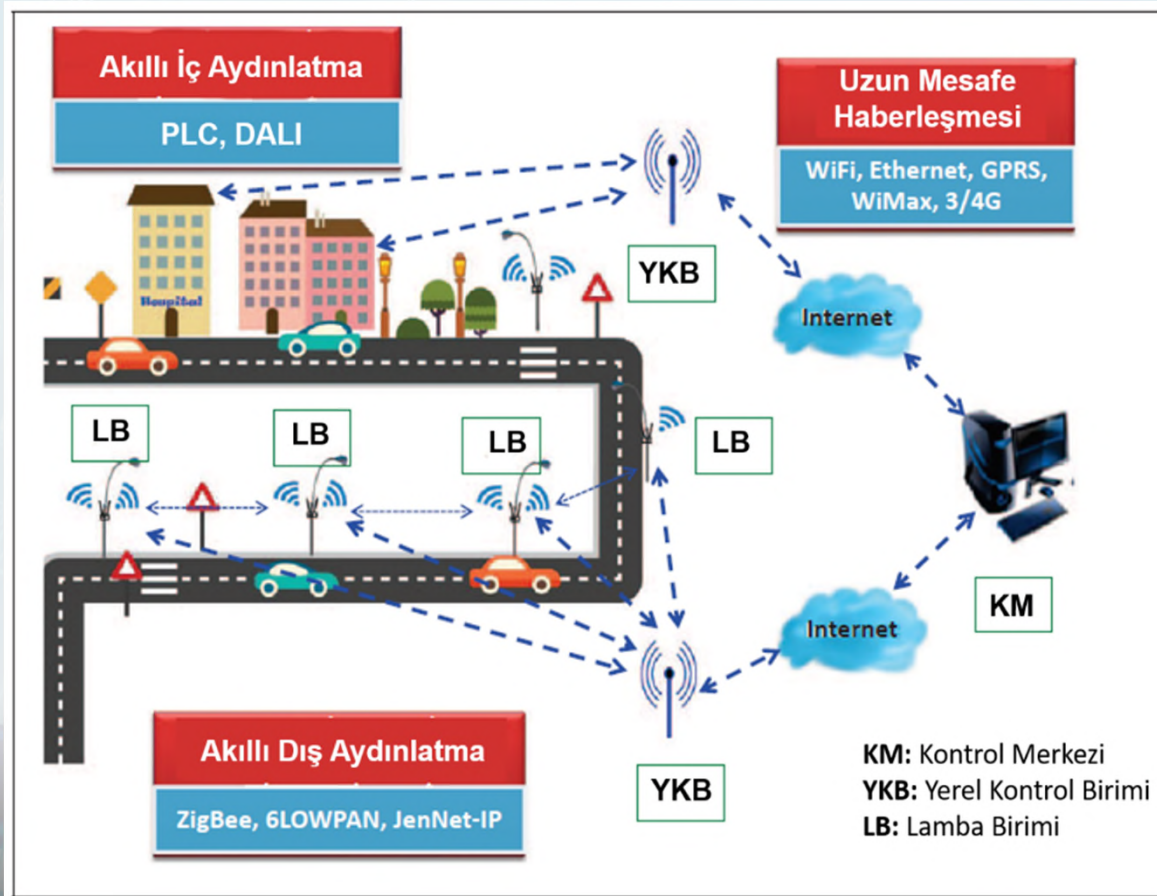 Akıllı İç Aydınlatma
PLC, DALI
Uzun Mesafe
Haberleşmesi
WiFi, Ethernet, GPRS,
WiMax, 3/4G
YKB
Hospital
Internet
LB
LB
LB
LB
KM
Internet
Akıllı Dış Aydınlatma
ZigBee, 6LOWPAN, JenNet-IP
YKB
KM: Kontrol Merkezi
YKB: Yerel Kontrol Birimi
LB: Lamba Birimi